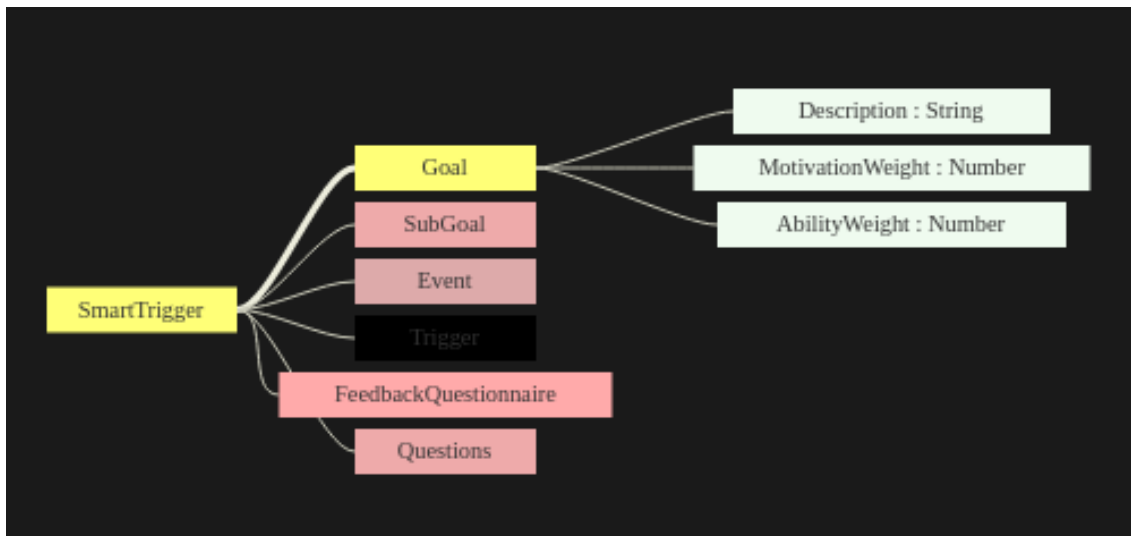 Description : String
Goal
MotivationWeight : Number
SubGoal
AbilityWeight : Number
Event
SmartTrigger
Trigger
FeedbackQuestionnaire
Questions